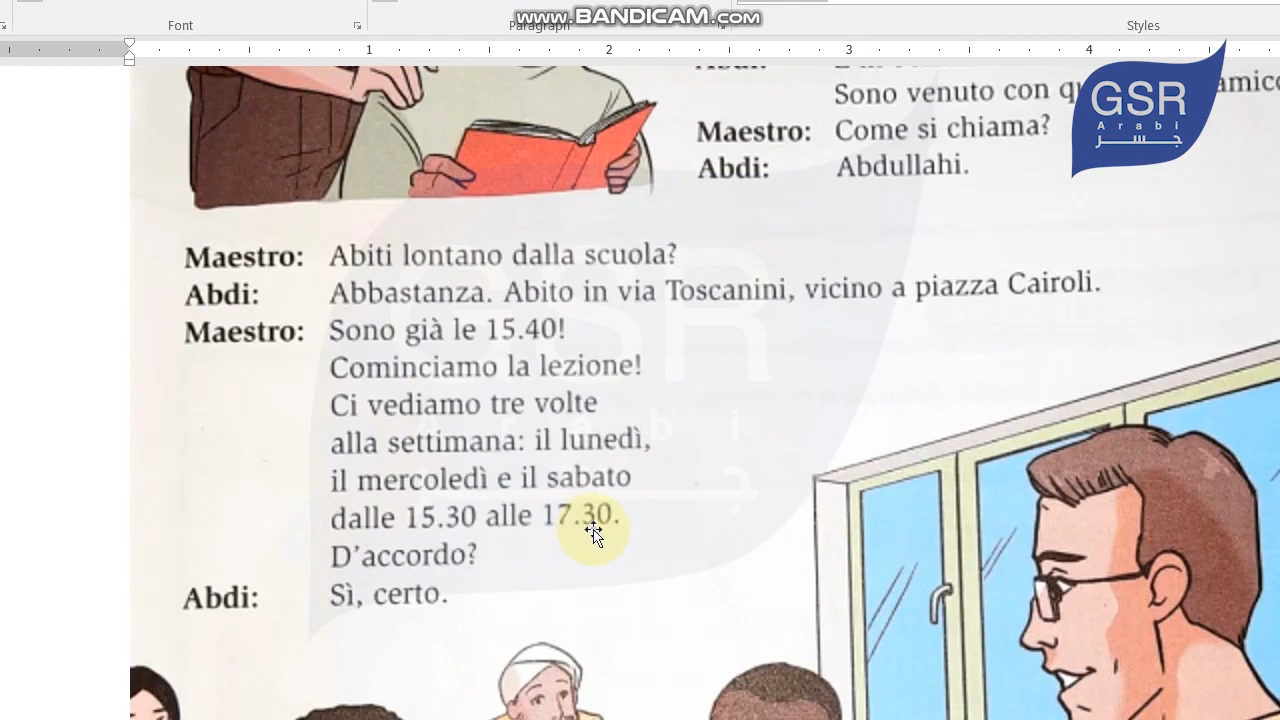 www.BANDICAM.com
Font
Paragraph
Styles
1 2 3 4
Abdi:
Sono venuto con amico
Maestro: Come si chiama?
Abdi: Abdullahi.
GSR
Arabi
جسر
Maestro: Abiti lontano dalla scuola?
Abdi: Abbastanza. Abito in via Toscanini, vicino a piazza Cairoli.
Maestro: Sono già le 15.40!
Cominciamo la lezione!
Ci vediamo tre volte
alla settimana: il lunedì,
il mercoledì e il sabato
dalle 15.30 alle 17.30.
D'accordo?
Abdi: Sì, certo.